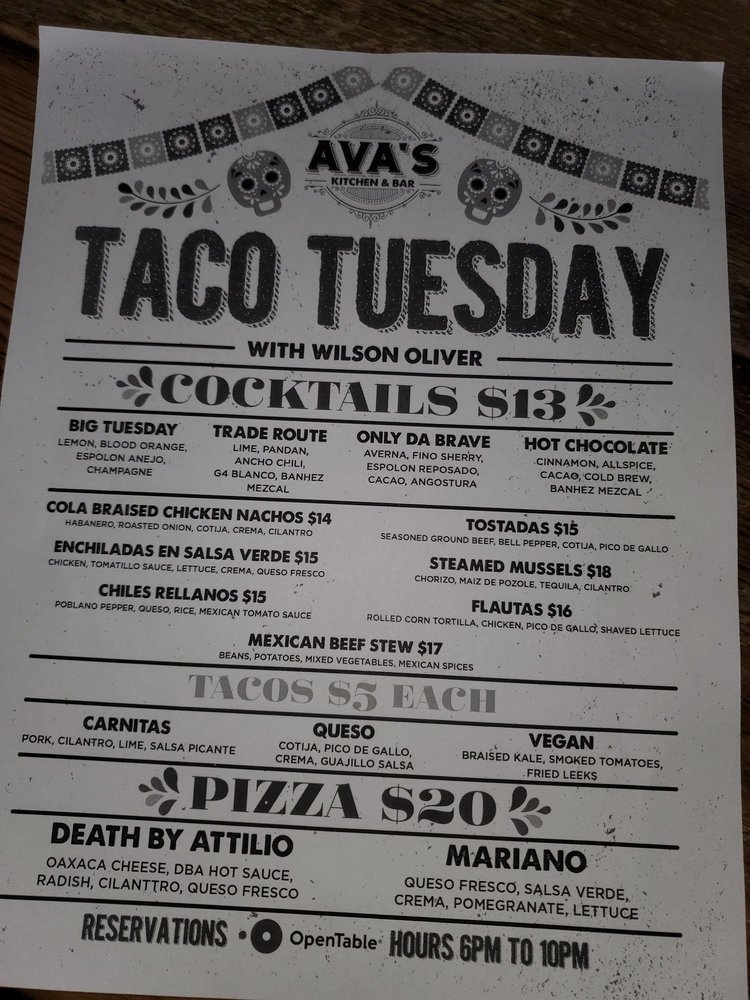 AVA'S
KITCHEN & BAR
TACO TUESDAY
WITH WILSON OLIVER
COCKTAILS $13
BIG TUESDAY
LEMON, BLOOD ORANGE,
ESPOLON ANEJO,
CHAMPAGNE
TRADE ROUTE
LIME, PANDAN,
ANCHO CHILI,
G4 BLANCO, BANHEZ
MEZCAL
ONLY DA BRAVE
AVERNA, FINO SHERRY,
ESPOLON REPOSADO,
CACAO, ANGOSTURA
HOT CHOCOLATE
CINNAMON, ALLSPICE,
CACAO, COLD BREW,
BANHEZ MEZCAL
COLA BRAISED CHICKEN NACHOS $14
HABANERO, ROASTED ONION, COTIJA, CREMA, CILANTRO
TOSTADAS $15
SEASONED GROUND BEEF, BELL PEPPER, COTIJA, PICO DE GALLO
ENCHILADAS EN SALSA VERDE $15
CHICKEN, TOMATILLO SAUCE, LETTUCE, CREMA, QUESO FRESCO
STEAMED MUSSELS $18
CHORIZO, MAIZ DE POZOLE, TEQUILA, CILANTRO
CHILES RELLANOS $15
POBLANO PEPPER, QUESO, RICE, MEXICAN TOMATO SAUCE
FLAUTAS $16
ROLLED CORN TORTILLA, CHICKEN, PICO DE GALLO, SHAVED LETTUCE
MEXICAN BEEF STEW $17
BEANS, POTATOES, MIXED VEGETABLES, MEXICAN SPICES
TACOS $5 EACH
CARNITAS
PORK, CILANTRO, LIME, SALSA PICANTE
QUESO
COTIJA, PICO DE GALLO,
CREMA, GUAJILLO SALSA
VEGAN
BRAISED KALE, SMOKED TOMATOES,
FRIED LEEKS
PIZZA $20
DEATH BY ATTILIO
OAXACA CHEESE, DBA HOT SAUCE,
RADISH, CILANTTRO, QUESO FRESCO
MARIANO
QUESO FRESCO, SALSA VERDE,
CREMA, POMEGRANATE, LETTUCE
RESERVATIONS • OpenTable HOURS 6PM TO 10PM